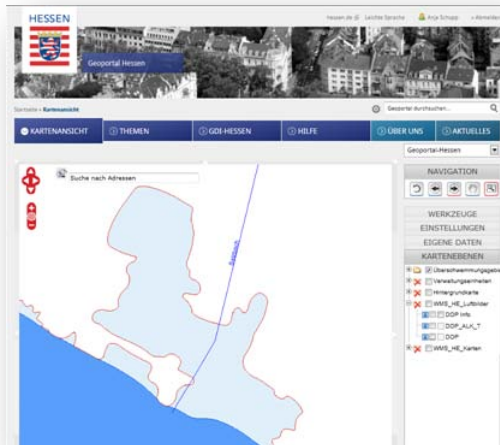 HESSEN
hessen.de
Leichte Sprache
Anja Schupp
» Abmelden
Geoportal Hessen
Startseite » Kartenansicht
Geoportal durchsuchen...
KARTENANSICHT
THEMEN
GDI-HESSEN
HILFE
ÜBER UNS
AKTUELLES
Geoportal-Hessen
Suche nach Adressen
NAVIGATION
WERKZEUGE
EINSTELLUNGEN
EIGENE DATEN
KARTENEBENEN
Überschwemmungsgebie
Verwaltungseinheiten
Hintergrundkarte
WMS_HE_Luftbilder
DOP Info
DOP_ALK_T
DOP
WMS_HE_Karten